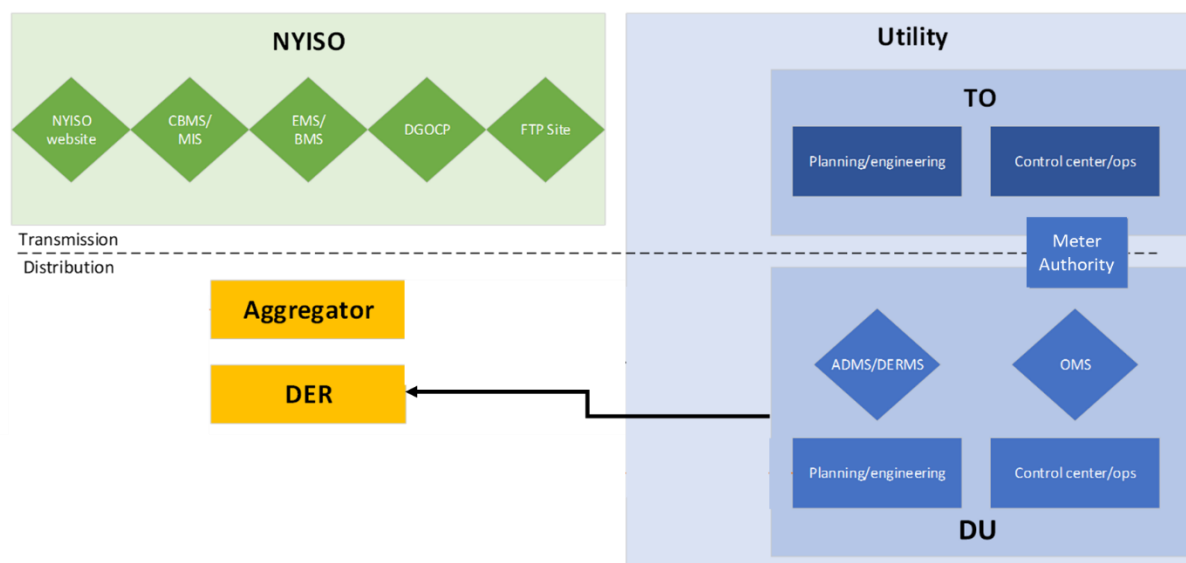 NYISO
NYISO
website
CBMS/
MIS
EMS/
BMS
DGOCP
FTP Site
Utility
TO
Planning/engineering
Control center/ops
Transmission
Distribution
Meter
Authority
Aggregator
DER
ADMS/DERMS
OMS
Planning/engineering
Control center/ops
DU